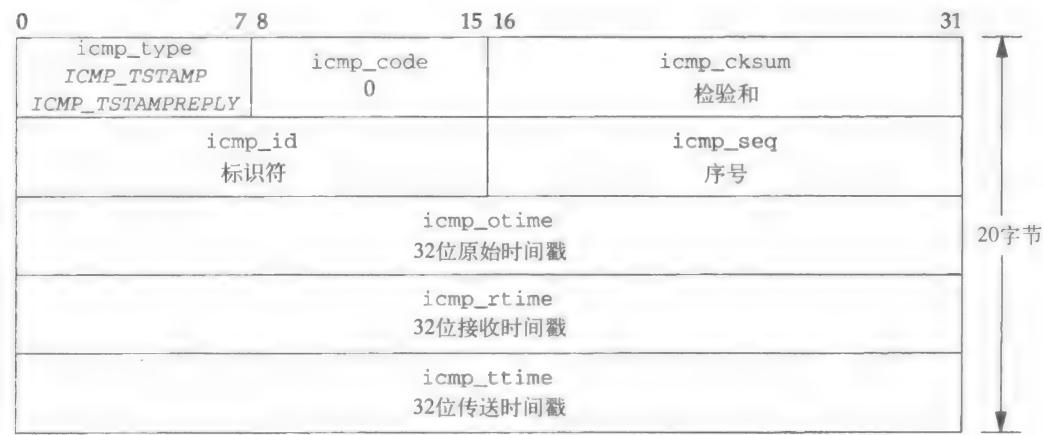 0 7 8 15 16 31
icmp_type
ICMP_TSTAMP
ICMP_TSTAMPREPLY
icmp_code
0
icmp_cksum
检验和
icmp_id
标识符
icmp_seq
序号
icmp_otime
32位原始时间戳
icmp_rtime
32位接收时间戳
icmp_ttime
32位传送时间戳
20字节